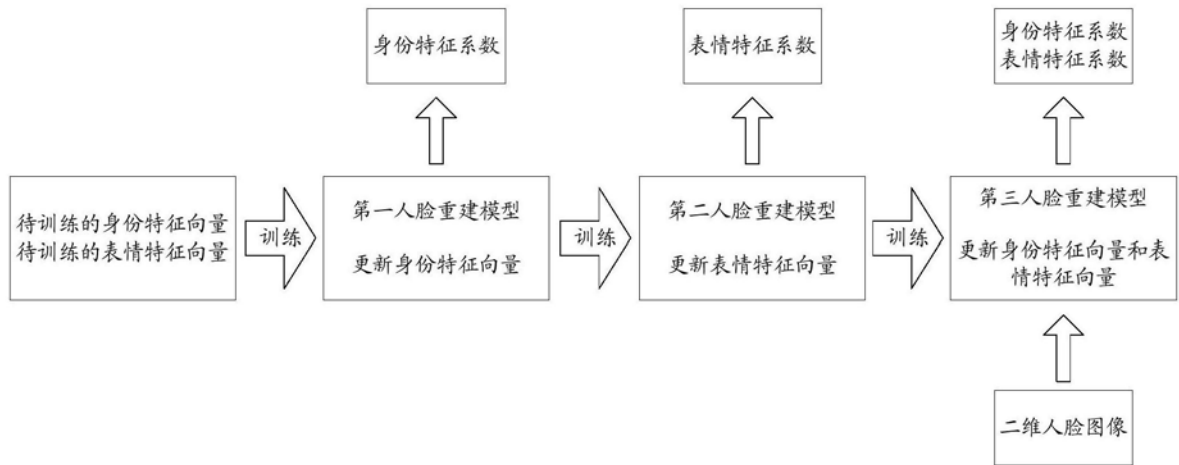 身份特征系数
表情特征系数
身份特征系数
表情特征系数
待训练的身份特征向量
待训练的表情特征向量
训练
第一人脸重建模型
更新身份特征向量
训练
第二人脸重建模型
更新表情特征向量
训练
第三人脸重建模型
更新身份特征向量和表
情特征向量
二维人脸图像